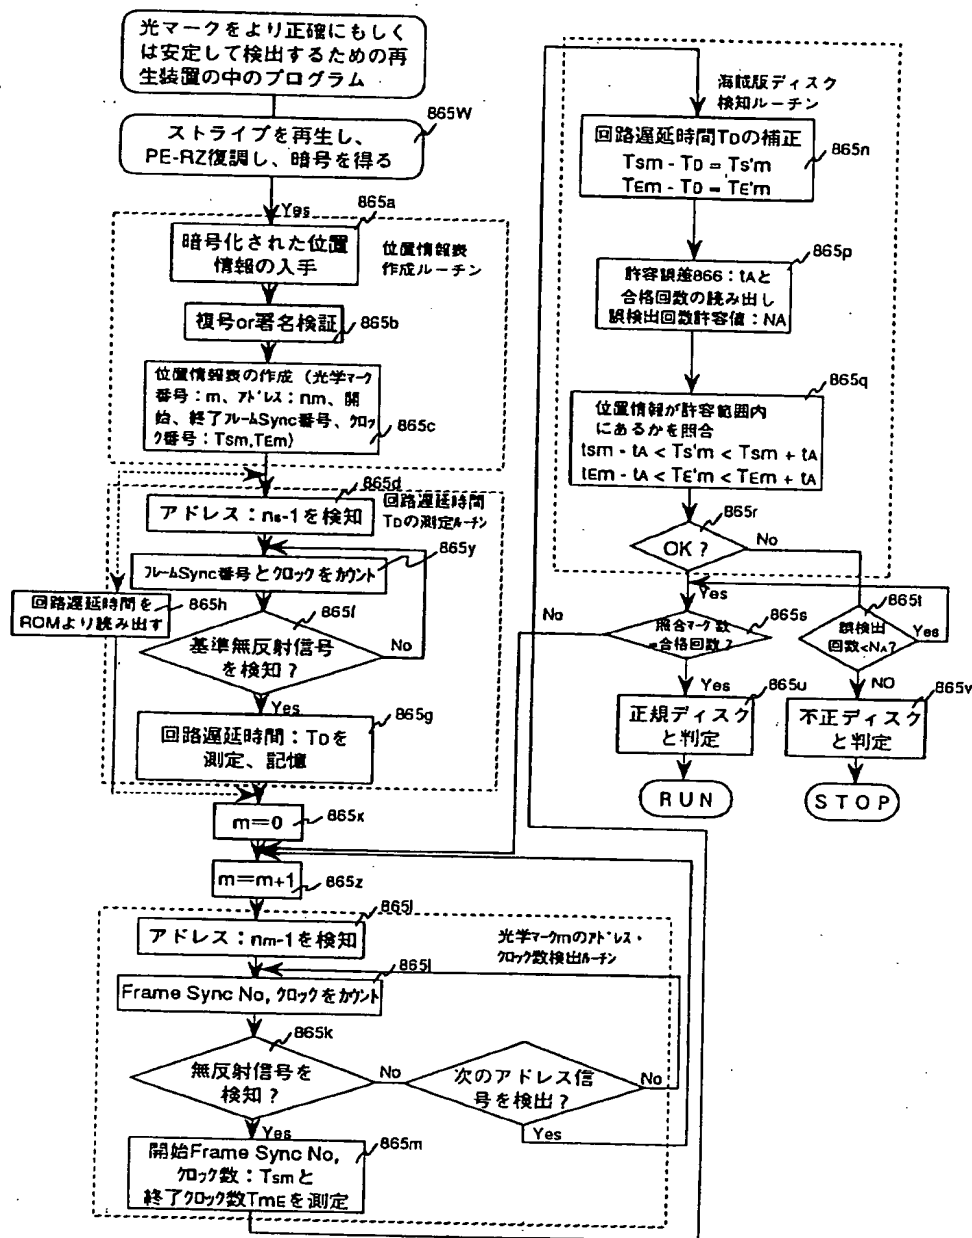 光マークをより正確にもしく
は安定して検出するための再
生装置の中のプログラム
865W
ストライプを再生し、
PE-RZ復調し、暗号を得る
Yes
865a
暗号化された位置
情報の入手
位置情報表
作成ルーチン
複号or署名検証
865b
位置情報表の作成（光学マーク
番号：m、アドレス：nm、開
始、終了フレームSync番号、クロッ
ク番号：Tsm,TEm）
865c
865d
アドレス：ns-1を検知
回路遅延時間
TDの測定ルーチン
865y
フレームSync番号とクロックをカウント
回路遅延時間を
ROMより読み出す
865h
865f
基準無反射信号
を検知？
No
Yes
865g
回路遅延時間：TDを
測定、記憶
m=0
865x
m=m+1
865z
865i
アドレス：nm-1を検知
光学マークmのアドレス・
クロック数検出ルーチン
865j
Frame Sync No, クロックをカウント
865k
無反射信号を
検知？
No
次のアドレス信
号を検出？
No
Yes
Yes
865m
開始Frame Sync No,
クロック数：Tsmと
終了クロック数TmEを測定
海賊版ディスク
検知ルーチン
回路遅延時間TDの補正
Tsm - TD = Ts'm
TEm - TD = TE'm
865n
865p
許容誤差866：tAと
合格回数の読み出し
誤検出回数許容値：NA
865q
位置情報が許容範囲内
にあるかを照合
tsm - tA < Ts'm < Tsm + tA
tEm - tA < TE'm < TEm + tA
865r
OK？
No
Yes
No
照合マーク数
=合格回数？
865s
865t
誤検出
回数<NA？
Yes
Yes
865u
NO
865v
正規ディスク
と判定
不正ディスク
と判定
RUN
STOP